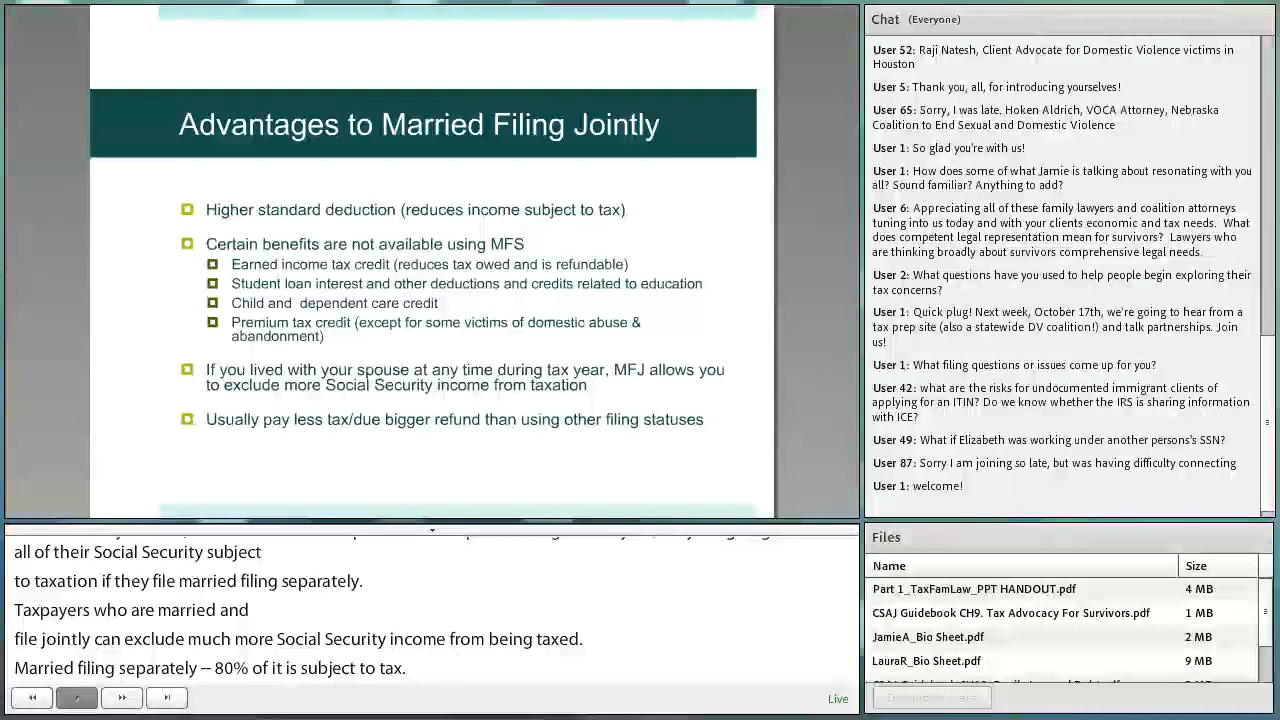 Advantages to Married Filing Jointly
Higher standard deduction (reduces income subject to tax)
Certain benefits are not available using MFS
Earned income tax credit (reduces tax owed and is refundable)
Student loan interest and other deductions and credits related to education
Child and dependent care credit
Premium tax credit (except for some victims of domestic abuse &
abandonment)
If you lived with your spouse at any time during tax year, MFJ allows you
to exclude more Social Security income from taxation
Usually pay less tax/due bigger refund than using other filing statuses
all of their Social Security subject
to taxation if they file married filing separately.
Taxpayers who are married and
file jointly can exclude much more Social Security income from being taxed.
Married filing separately -- 80% of it is subject to tax.
Live
Chat (Everyone)
User 52: Raji Natesh, Client Advocate for Domestic Violence victims in
Houston
User 5: Thank you, all, for introducing yourselves!
User 65: Sorry, I was late. Hoken Aldrich, VOCA Attorney, Nebraska
Coalition to End Sexual and Domestic Violence
User 1: So glad you're with us!
User 1: How does some of what Jamie is talking about resonating with you
all? Sound familiar? Anything to add?
User 6: Appreciating all of these family lawyers and coalition attorneys
tuning into us today and with your clients economic and tax needs. What
does competent legal representation mean for survivors? Lawyers who
are thinking broadly about survivors comprehensive legal needs.
User 2: What questions have you used to help people begin exploring their
tax concerns?
User 1: Quick plug! Next week, October 17th, we're going to hear from a
tax prep site (also a statewide DV coalition!) and talk partnerships. Join
us!
User 1: What filing questions or issues come up for you?
User 42: what are the risks for undocumented immigrant clients of
applying for an ITIN? Do we know whether the IRS is sharing information
with ICE?
User 49: What if Elizabeth was working under another persons's SSN?
User 87: Sorry I am joining so late, but was having difficulty connecting
User 1: welcome!
Files
Name Size
Part 1_TaxFamLaw_PPT HANDOUT.pdf 4 MB
CSAJ Guidebook CH9. Tax Advocacy For Survivors.pdf 1 MB
JamieA_Bio Sheet.pdf 2 MB
LauraR_Bio Sheet.pdf 9 MB